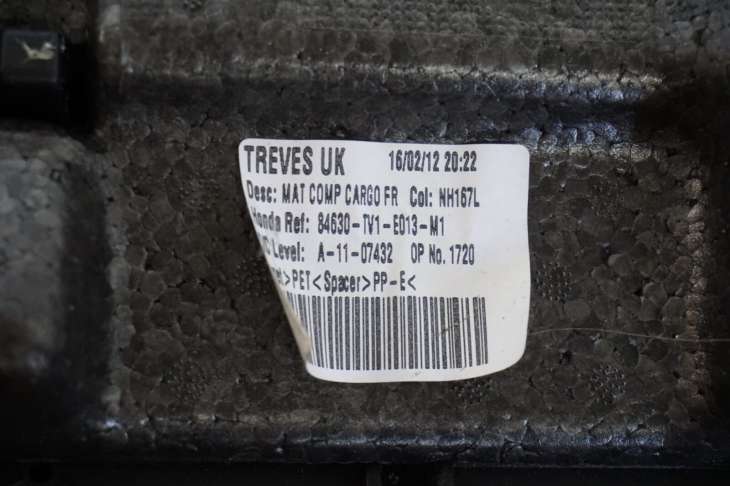 TREVES UK 16/02/12 20:22
Desc: MAT COMP CARGO FR Col: NH167L
Honda Ref: 84630-TV1-E013-M1
Level: A-11-07432 OP No. 1720
>PET<Spacer>PP-E<